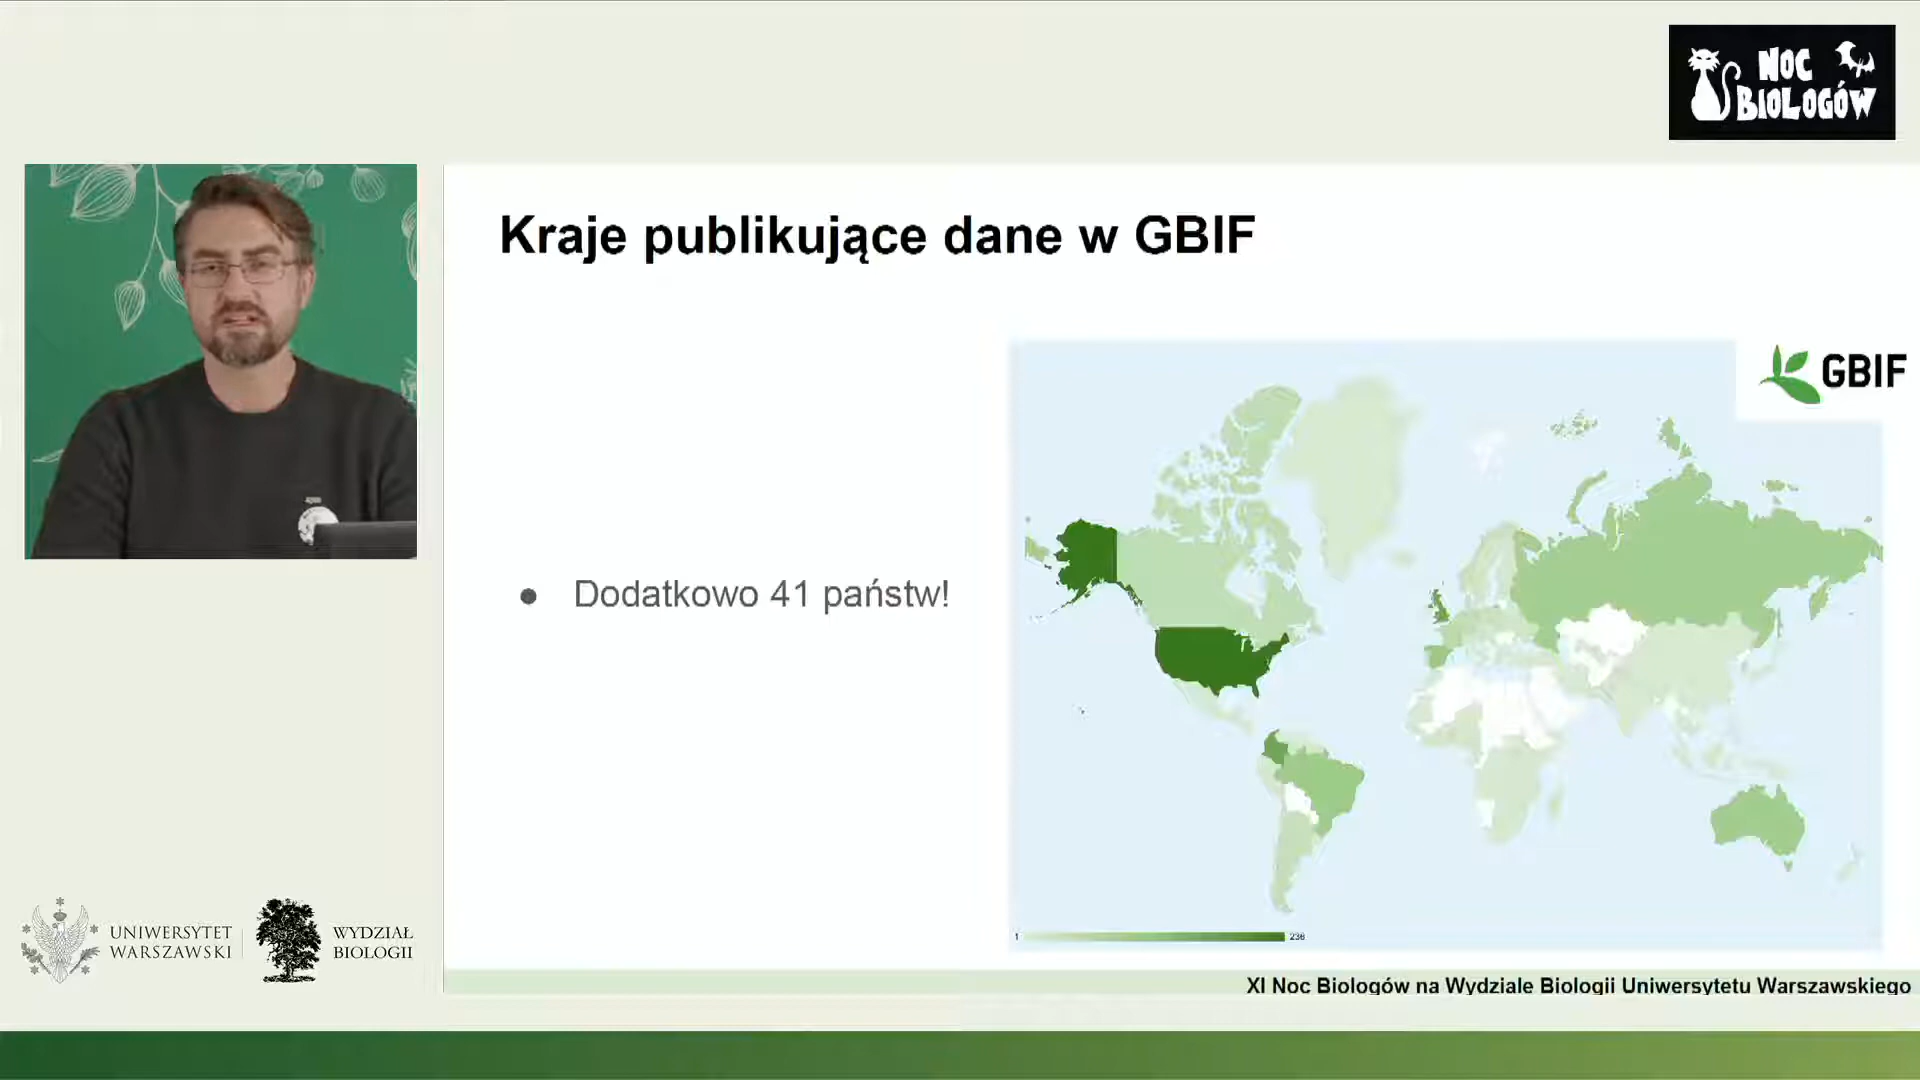 NOC
BIOLOGÓW
Kraje publikujące dane w GBIF
GBIF
● Dodatkowo 41 państw!
1
236
UNIWERSYTET
WARSZAWSKI
WYDZIAŁ
BIOLOGII
XI Noc Biologów na Wydziale Biologii Uniwersytetu Warszawskiego